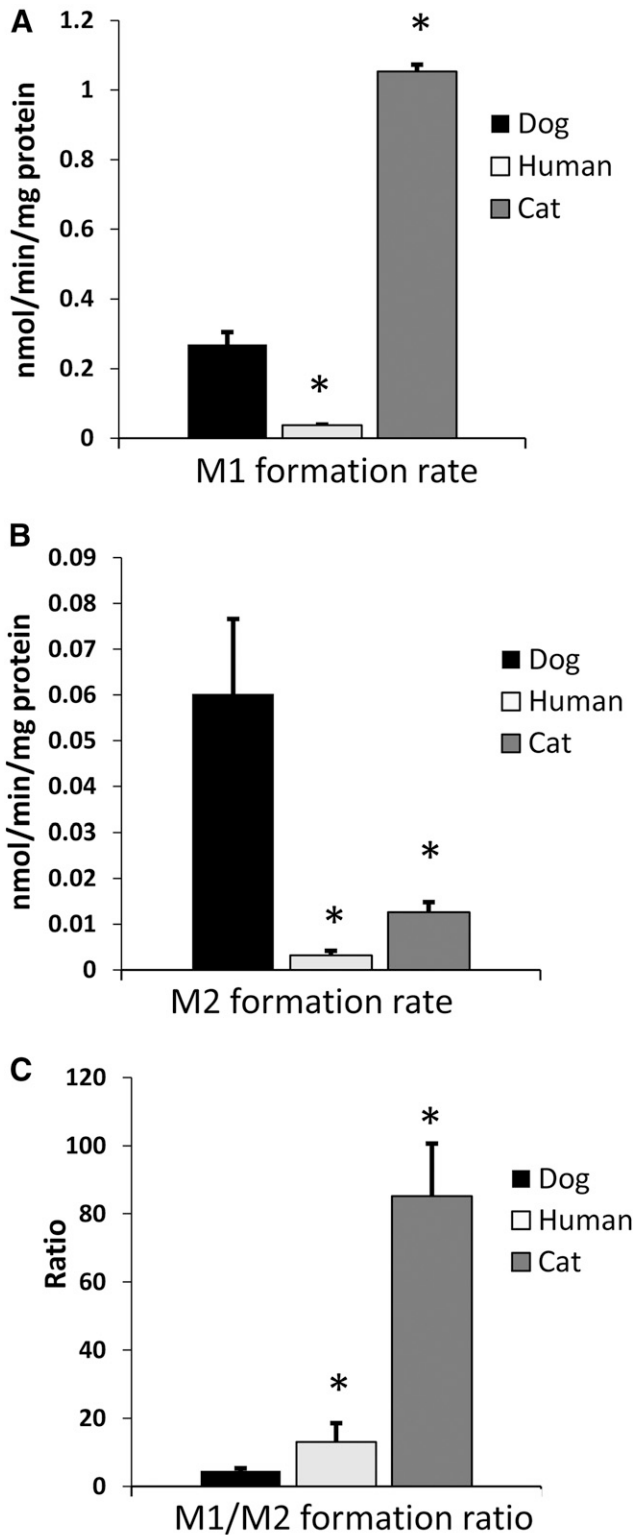 A
nmol/min/mg protein
1.2
1
0.8
0.6
0.4
0.2
0
*
*
Dog
Human
Cat
M1 formation rate
B
nmol/min/mg protein
0.09
0.08
0.07
0.06
0.05
0.04
0.03
0.02
0.01
0
*
*
Dog
Human
Cat
M2 formation rate
C
Ratio
120
100
80
60
40
20
0
*
*
Dog
Human
Cat
M1/M2 formation ratio